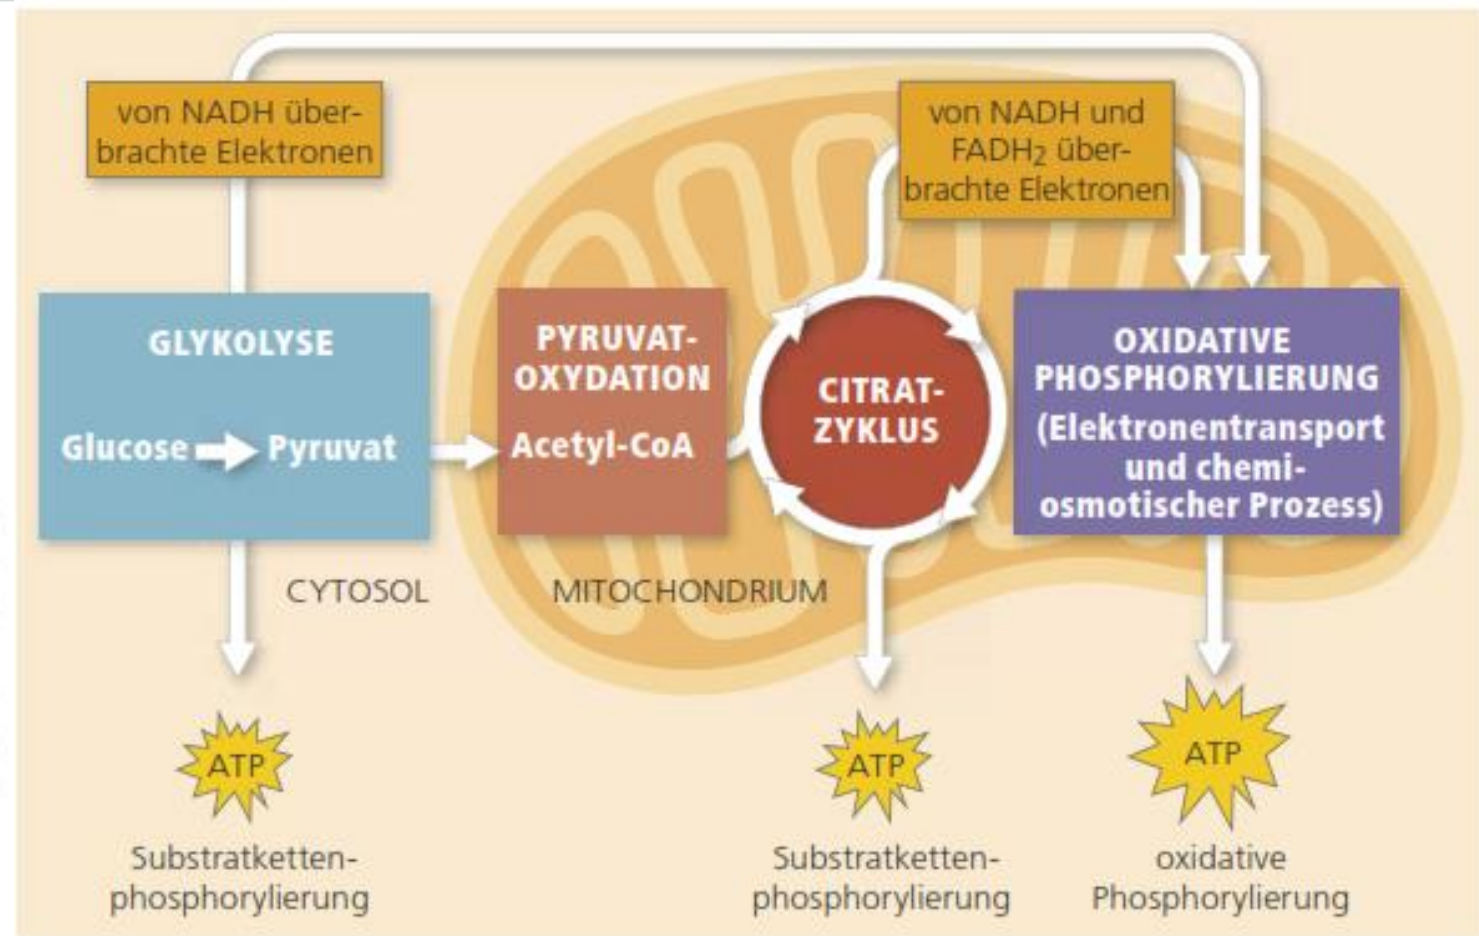 von NADH über-
brachte Elektronen
von NADH und
FADH₂ über-
brachte Elektronen
GLYKOLYSE
Glucose
Pyruvat
PYRUVAT-
OXYDATION
Acetyl-CoA
CITRAT-
ZYKLUS
OXIDATIVE
PHOSPHORYLIERUNG
(Elektronentransport
und chemi-
osmotischer Prozess)
CYTOSOL
MITOCHONDRIUM
ATP
Substratketten-
phosphorylierung
ATP
Substratketten-
phosphorylierung
ATP
oxidative
Phosphorylierung